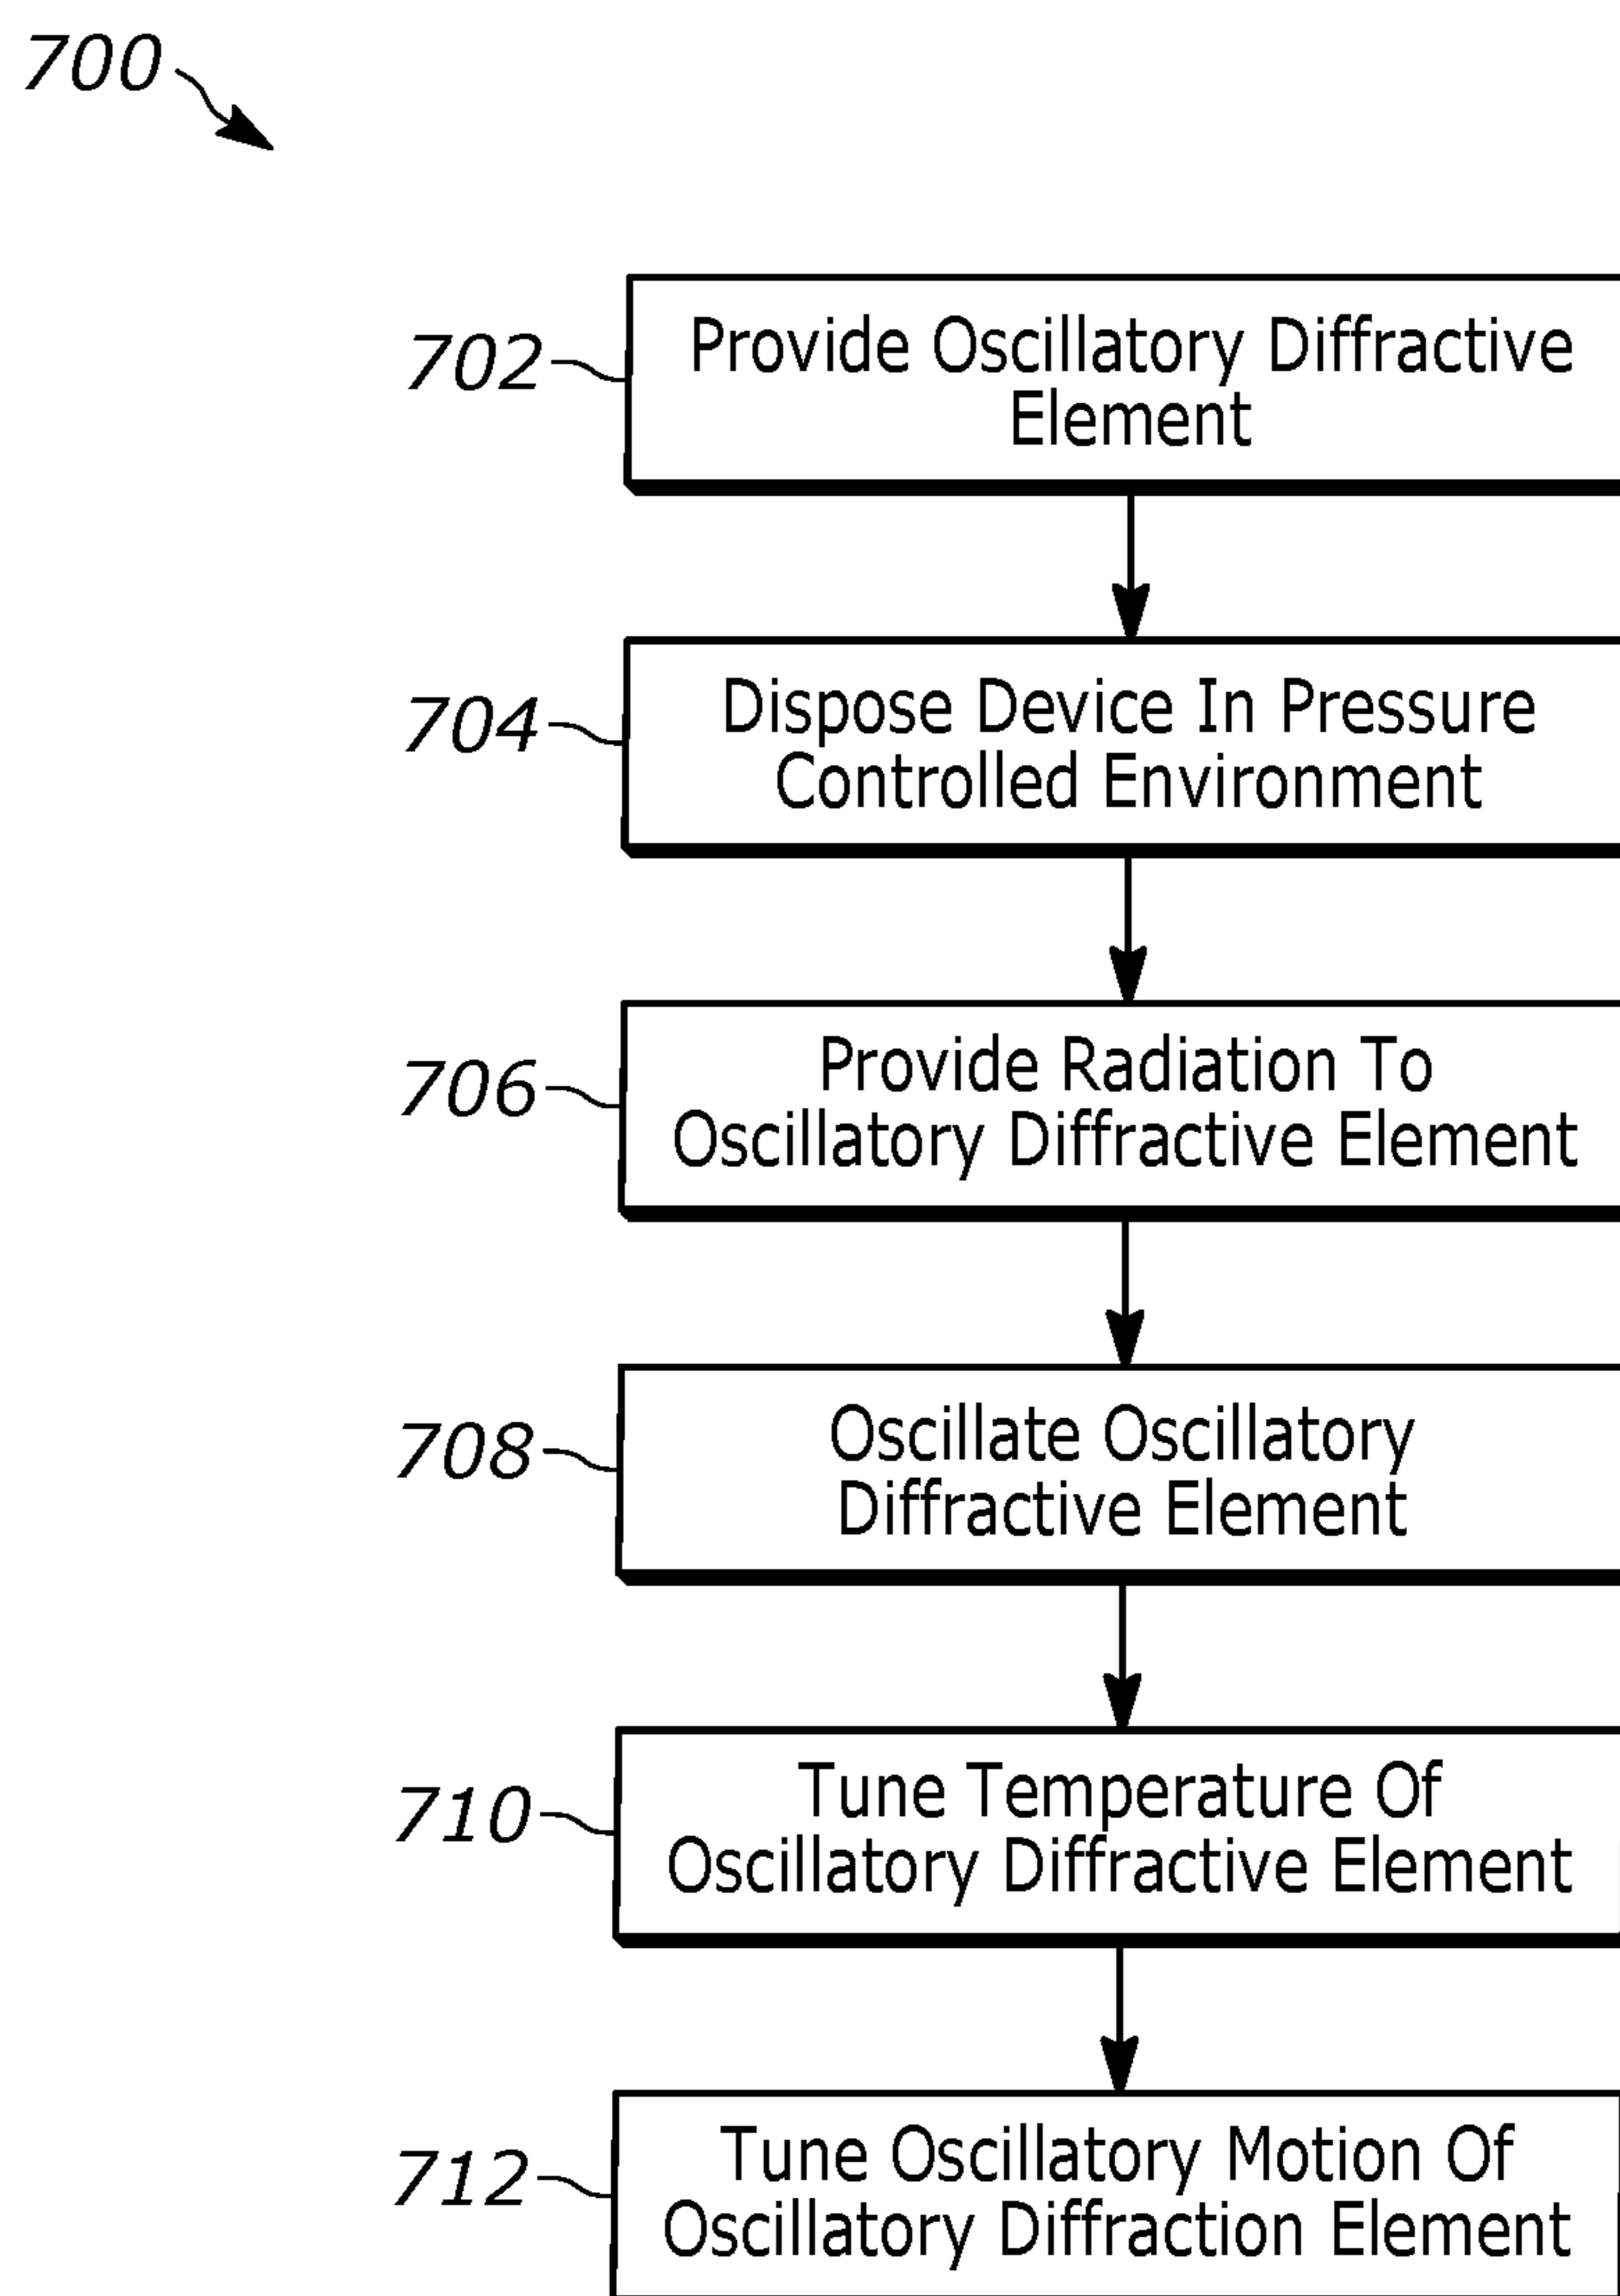 700
702
Provide Oscillatory Diffractive
Element
704
Dispose Device In Pressure
Controlled Environment
706
Provide Radiation To
Oscillatory Diffractive Element
708
Oscillate Oscillatory
Diffractive Element
710
Tune Temperature Of
Oscillatory Diffractive Element
712
Tune Oscillatory Motion Of
Oscillatory Diffraction Element